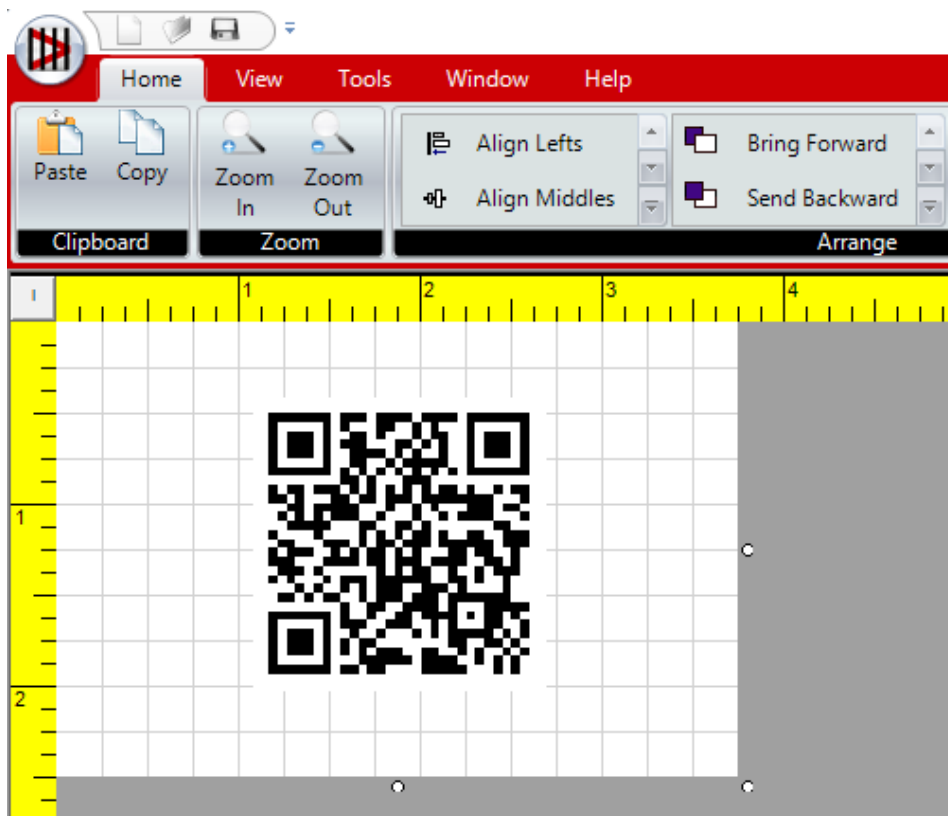 Home View Tools Window Help
Paste Copy Zoom In Zoom Out Align Lefts Bring Forward
Align Middles Send Backward
Clipboard Zoom Arrange
1 2 3 4
1
2